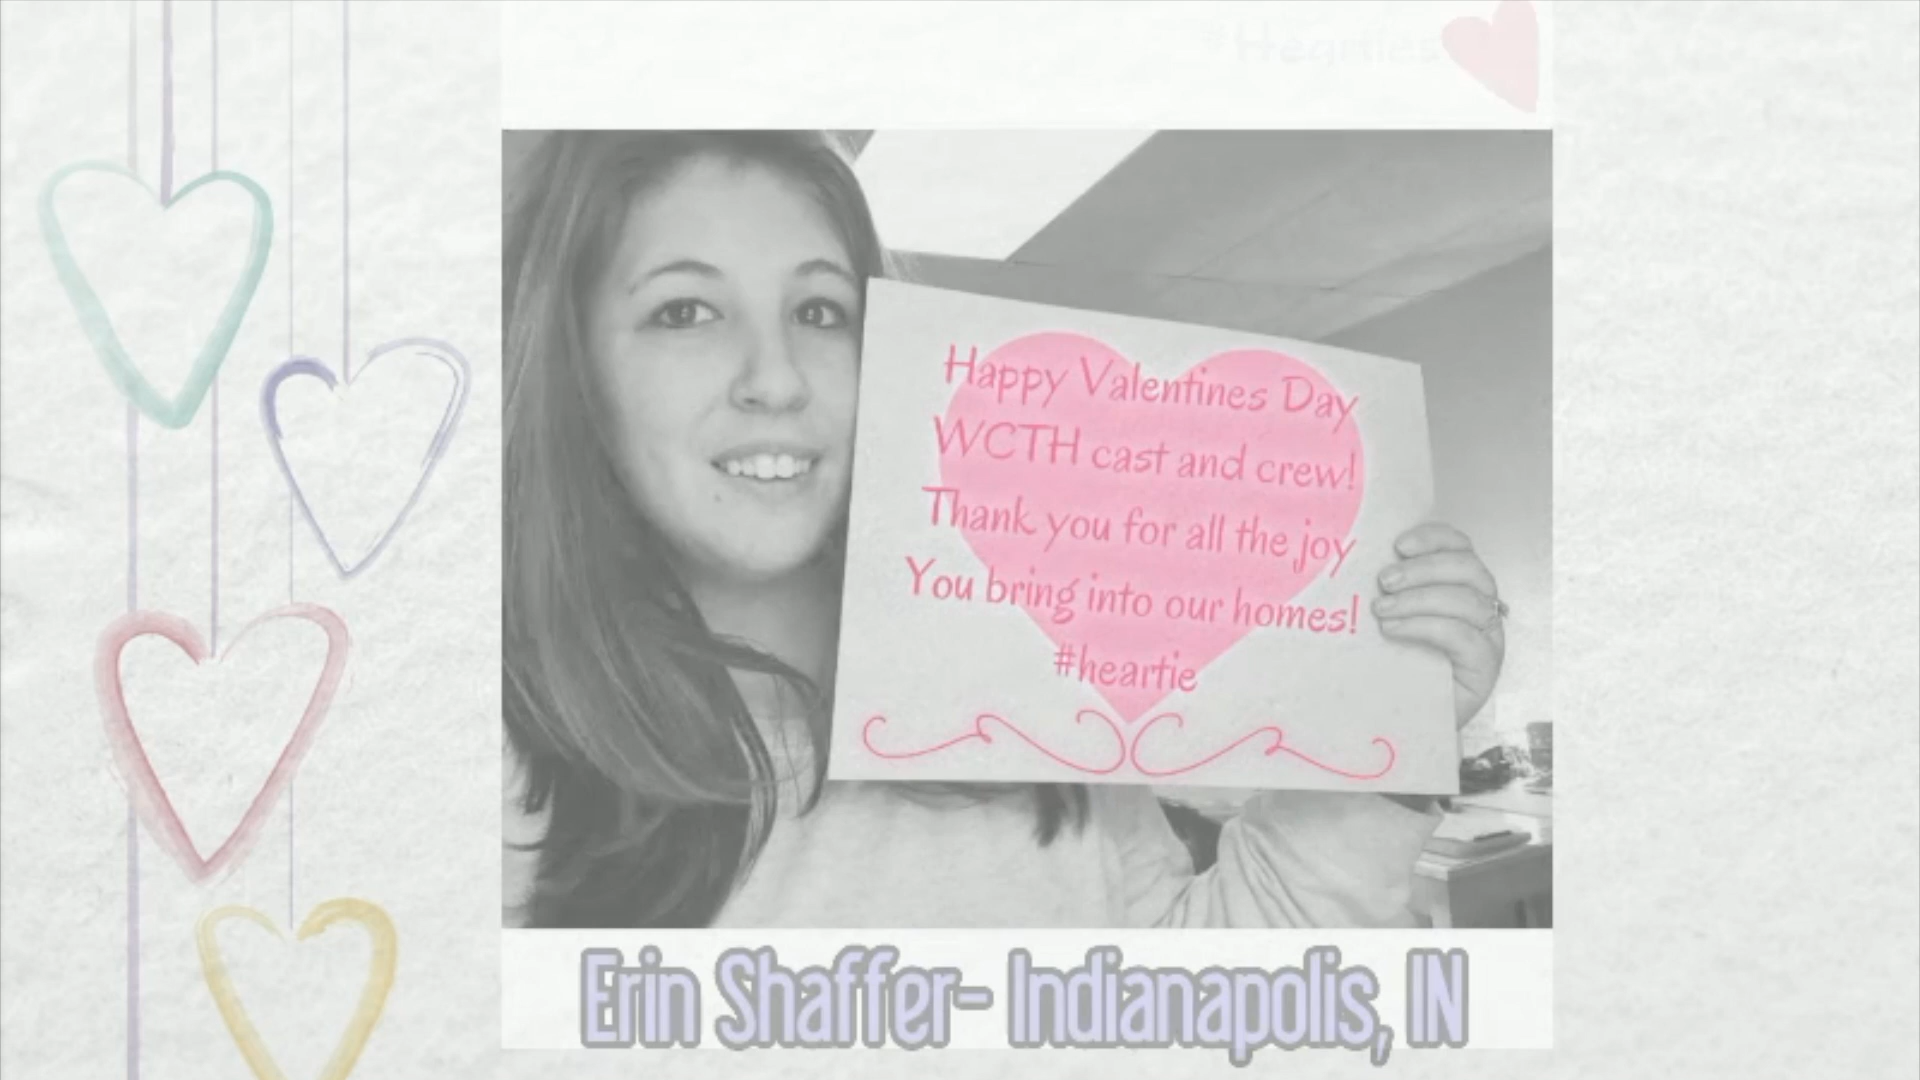 #Hearties
Happy Valentines Day
WCTH cast and crew!
Thank you for all the joy
You bring into our homes!
#heartie
Erin Shaffer- Indianapolis, IN